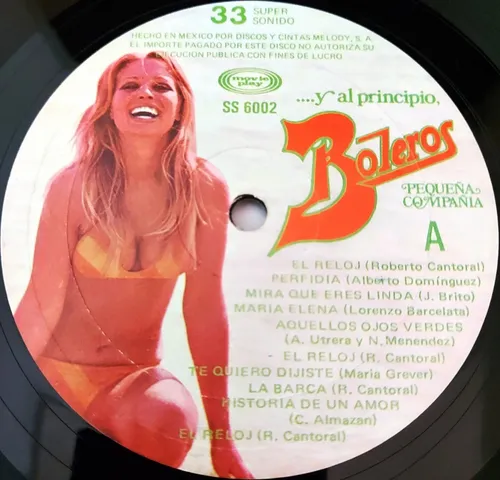 33 SUPER SONIDO
HECHO EN MEXICO POR DISCOS Y CINTAS MELODY, S. A.
EL IMPORTE PAGADO POR ESTE DISCO NO AUTORIZA SU
EJECUCION PUBLICA CON FINES DE LUCRO.
movie play
SS 6002
....y al principio,
Boleros
PEQUEÑA
COMPAÑIA
A
EL RELOJ (Roberto Cantoral)
PERFIDIA (Alberto Domínguez)
MIRA QUE ERES LINDA (J. Brito)
MARIA ELENA (Lorenzo Barcelata)
AQUELLOS OJOS VERDES
(A. Utrera y N. Menendez)
EL RELOJ (R. Cantoral)
TE QUIERO DIJISTE (Maria Grever)
LA BARCA (R. Cantoral)
HISTORIA DE UN AMOR
(C. Almazan)
EL RELOJ (R. Cantoral)